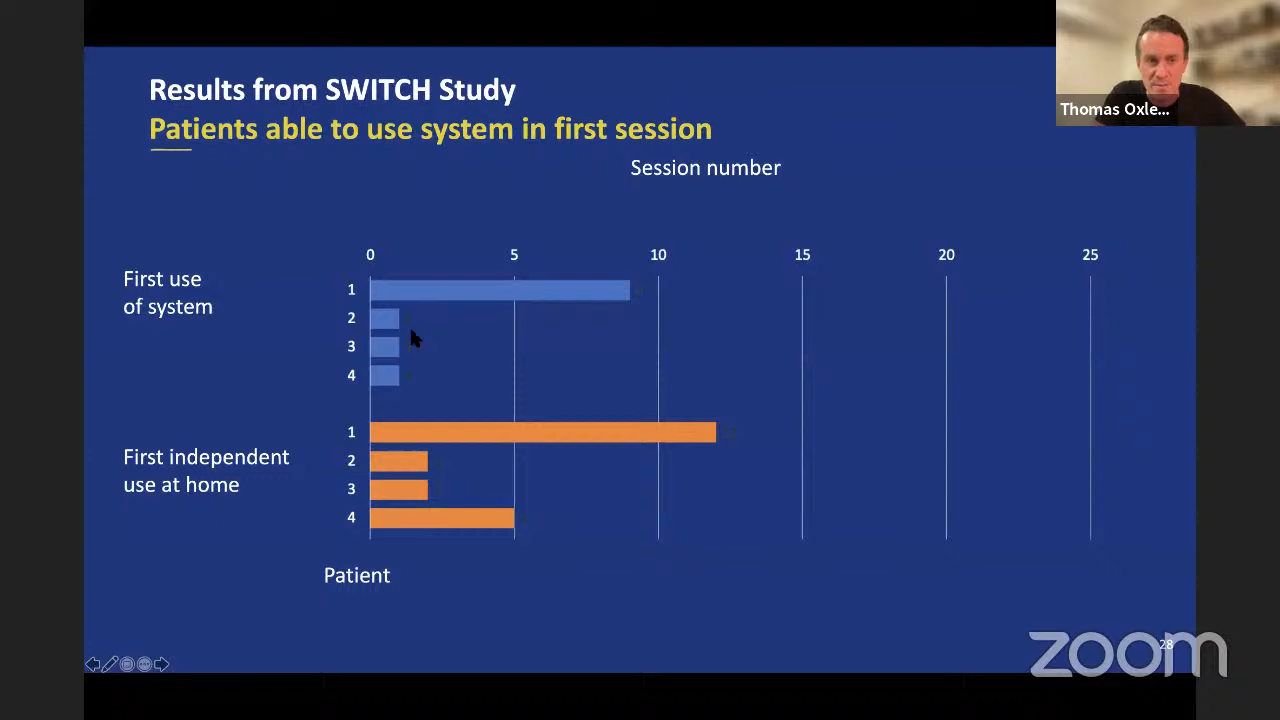 Results from SWITCH Study
Patients able to use system in first session
Thomas Oxle...
Session number
0 5 10 15 20 25
First use
of system
1
2
3
4
First independent
use at home
1
2
3
4
Patient
28
zoom